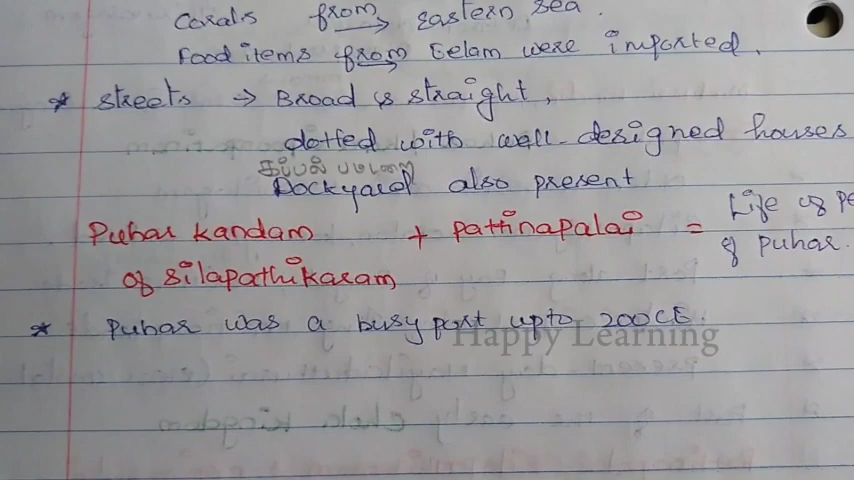 Corals from → eastern sea.
Food items from → Eelam were imported.
* Streets → Broad & straight,
dotted with well-designed houses
கப்பல் பட்டறை
Dockyard also present
Puhar kandam + pattinapalai = Life of pe
of silapathikaram of puhar.
* Puhar was a busy port upto 200CE.
Happy Learning